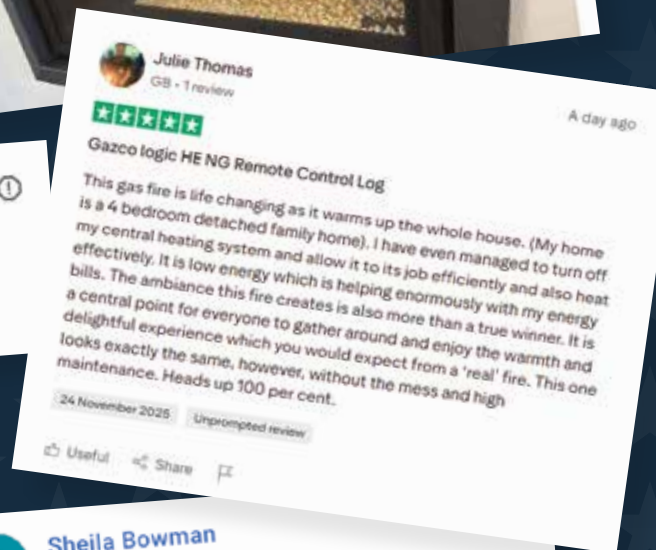 Julie Thomas
GB • 1 review
A day ago
Gazco logic HE NG Remote Control Log
This gas fire is life changing as it warms up the whole house. (My home
is a 4 bedroom detached family home). I have even managed to turn off
my central heating system and allow it to its job efficiently and also heat
effectively. It is low energy which is helping enormously with my energy
bills. The ambiance this fire creates is also more than a true winner. It is
a central point for everyone to gather around and enjoy the warmth and
delightful experience which you would expect from a 'real' fire. This one
looks exactly the same, however, without the mess and high
maintenance. Heads up 100 per cent.
24 November 2025
Unprompted review
Useful
Share
Sheila Bowman